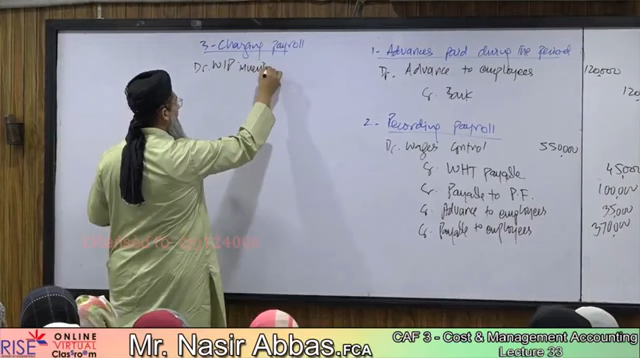 3- Charging payroll
Dr. WIP
1- Advances paid during the period
Dr. Advance to employees 120,000
Cr. Bank 120
2- Recording payroll
Dr. Wages Control 550,000
Cr. WHT payable 45,000
Cr. Payable to P.F. 100,000
Cr. Advance to employees 35,000
Cr. Payable to employees 370,000
Licensed to:
RISE ONLINE VIRTUAL Classroom
Mr. Nasir Abbas.FCA
CAF 3 - Cost & Management Accounting
Lecture 33